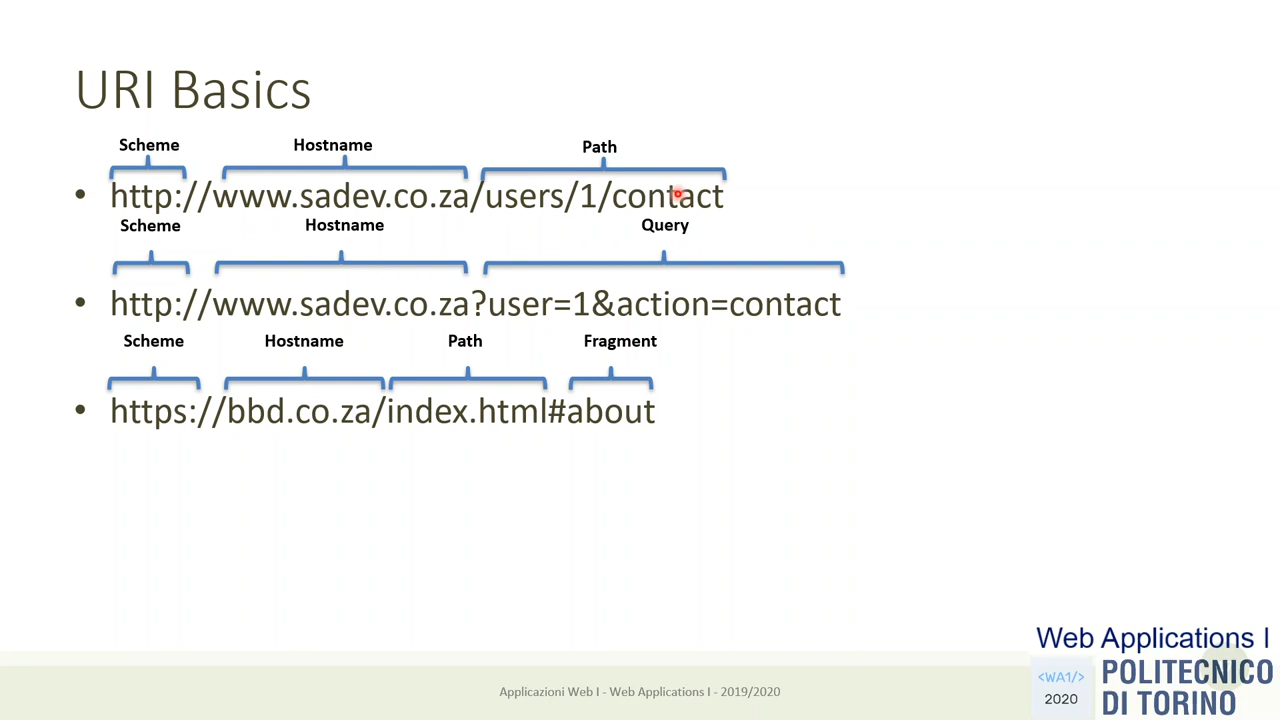 URI Basics
Scheme Hostname Path
• http://www.sadev.co.za/users/1/contact
Scheme Hostname Query
• http://www.sadev.co.za?user=1&action=contact
Scheme Hostname Path Fragment
• https://bbd.co.za/index.html#about
Applicazioni Web I - Web Applications I - 2019/2020
Web Applications I
<WA1/>
2020
POLITECNICO
DI TORINO